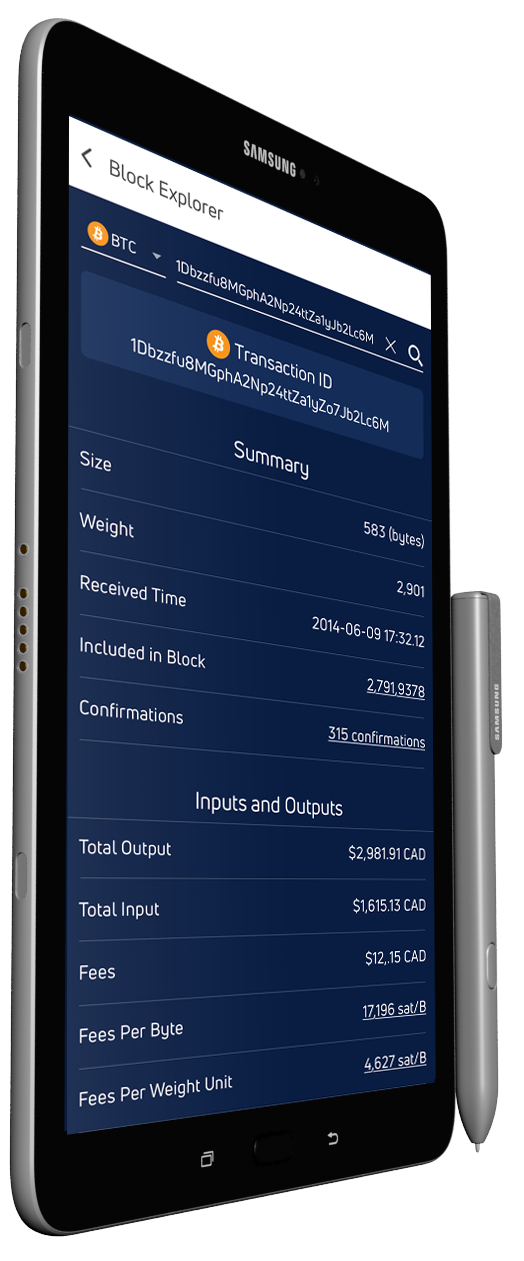 SAMSUNG
Block Explorer
BTC
1Dbzzfu8MGphA2Np24ttZa1yJb2Lc6M
Transaction ID
1Dbzzfu8MGphA2Np24ttZa1yZo7Jb2Lc6M
Summary
Size 583 (bytes)
Weight 2,901
Received Time 2014-06-09 17:32.12
Included in Block 2,791,9378
Confirmations 315 confirmations
Inputs and Outputs
Total Output $2,981.91 CAD
Total Input $1,615.13 CAD
Fees $12,.15 CAD
Fees Per Byte 17,196 sat/B
Fees Per Weight Unit 4,627 sat/B
SAMSUNG